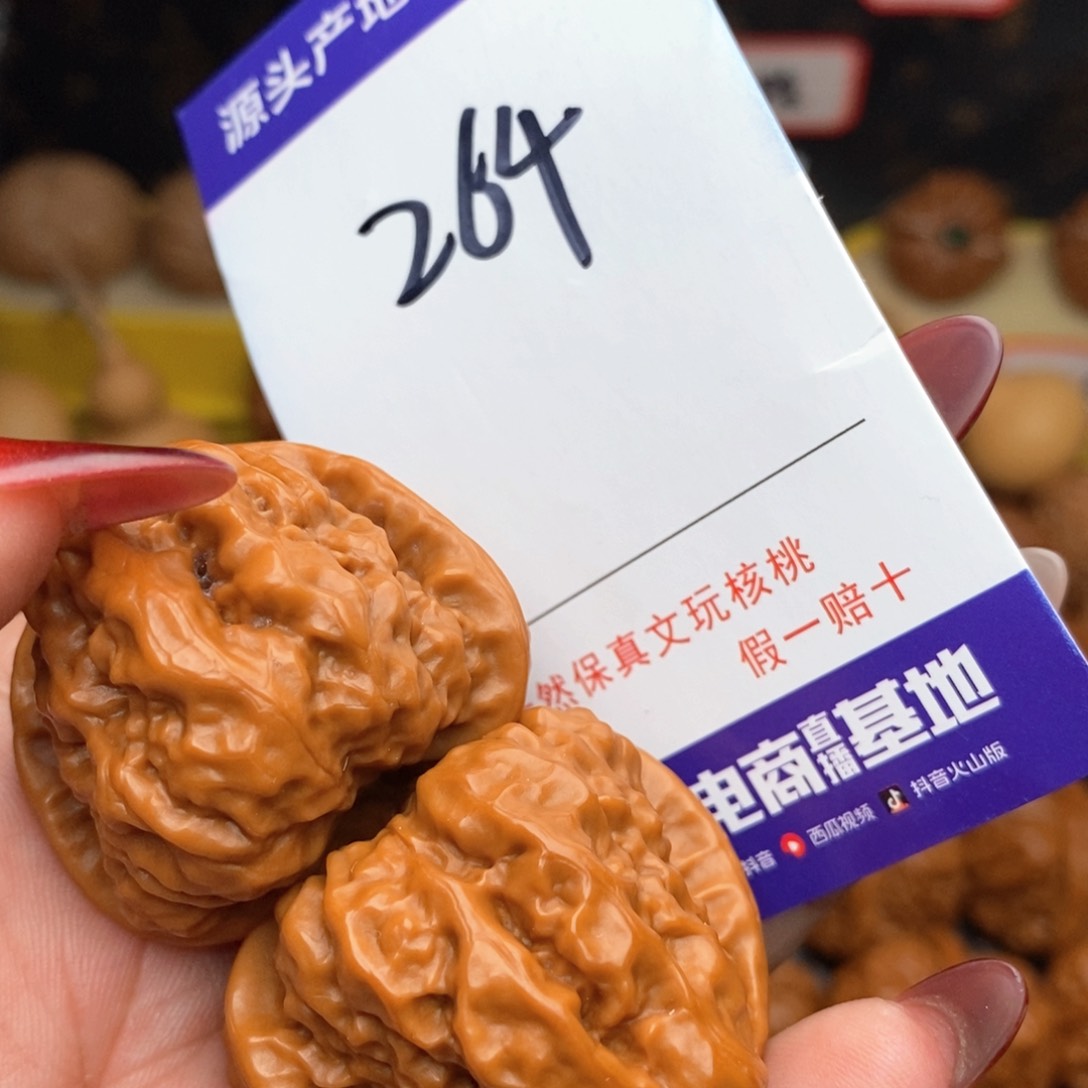 源头产地
264
然保真文玩核桃
假一赔十
电商直播基地
抖音 西瓜视频 抖音火山版